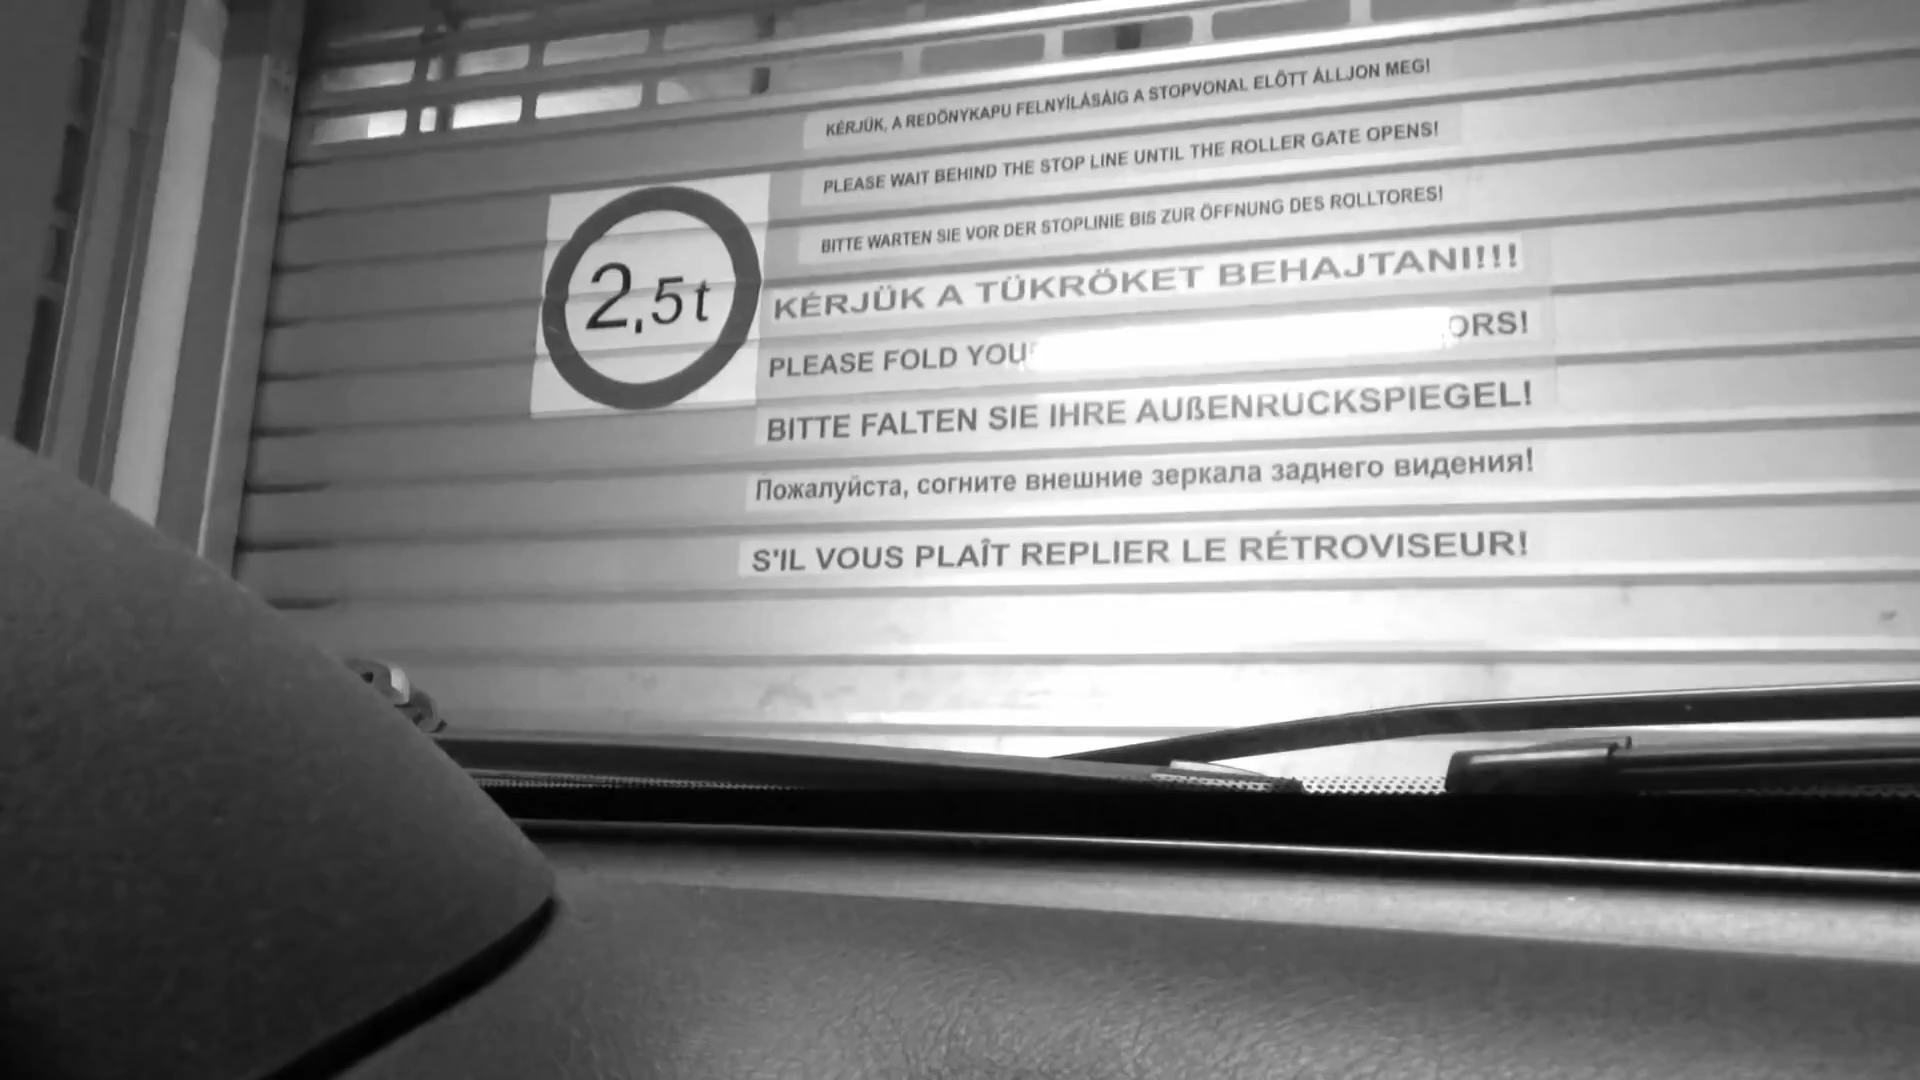 KÉRJÜK, A REDŐNYKAPU FELNYÍLÁSÁIG A STOPVONAL ELŐTT ÁLLJON MEG!
PLEASE WAIT BEHIND THE STOP LINE UNTIL THE ROLLER GATE OPENS!
BITTE WARTEN SIE VOR DER STOPLINIE BIS ZUR ÖFFNUNG DES ROLLTORES!
2,5t
KÉRJÜK A TÜKRÖKET BEHAJTANI!!!
PLEASE FOLD
BITTE FALTEN SIE IHRE AUßENRUCKSPIEGEL!
Пожалуйста, согните внешние зеркала заднего видения!
S'IL VOUS PLAÎT REPLIER LE RÉTROVISEUR!